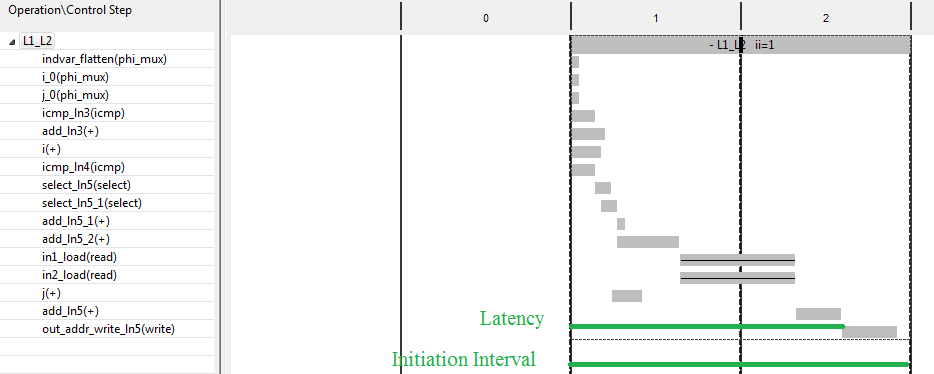 Operation\Control Step
0
1
2
L1_L2
- L1_L2 ii=1
indvar_flatten(phi_mux)
i_0(phi_mux)
j_0(phi_mux)
icmp_ln3(icmp)
add_ln3(+)
i(+)
icmp_ln4(icmp)
select_ln5(select)
select_ln5_1(select)
add_ln5_1(+)
add_ln5_2(+)
in1_load(read)
in2_load(read)
j(+)
add_ln5(+)
out_addr_write_ln5(write)
Latency
Initiation Interval